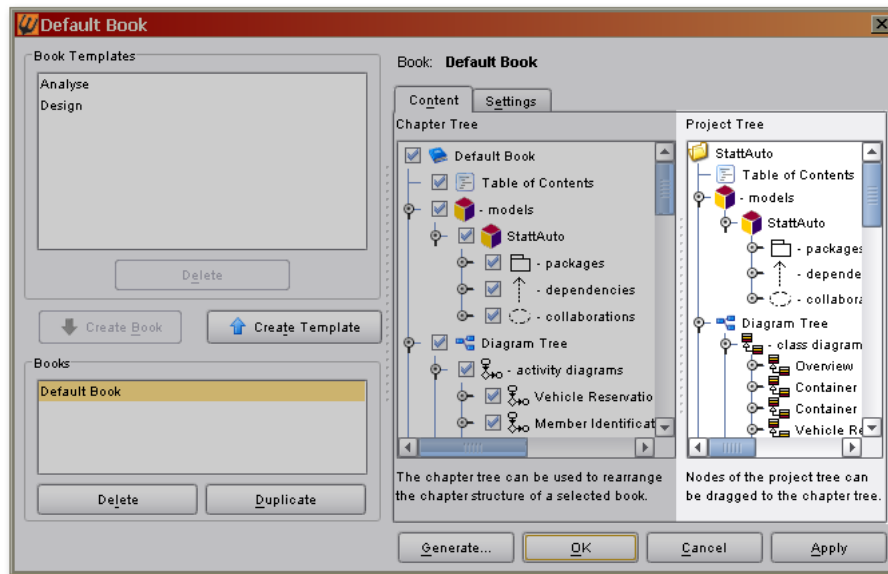 Default Book
Book Templates
Analyse
Design
Delete
Create Book
Create Template
Books
Default Book
Delete
Duplicate
Book: Default Book
Content
Settings
Chapter Tree
Default Book
Table of Contents
- models
StattAuto
- packages
- dependencies
- collaborations
Diagram Tree
- activity diagrams
Vehicle Reservatio
Member Identificat
The chapter tree can be used to rearrange
the chapter structure of a selected book.
Project Tree
StattAuto
Table of Contents
- models
StattAuto
- packages
- depende
- collabora
Diagram Tree
- class diagram
Overview
Container
Container
Vehicle Re
Nodes of the project tree can
be dragged to the chapter tree.
Generate...
OK
Cancel
Apply